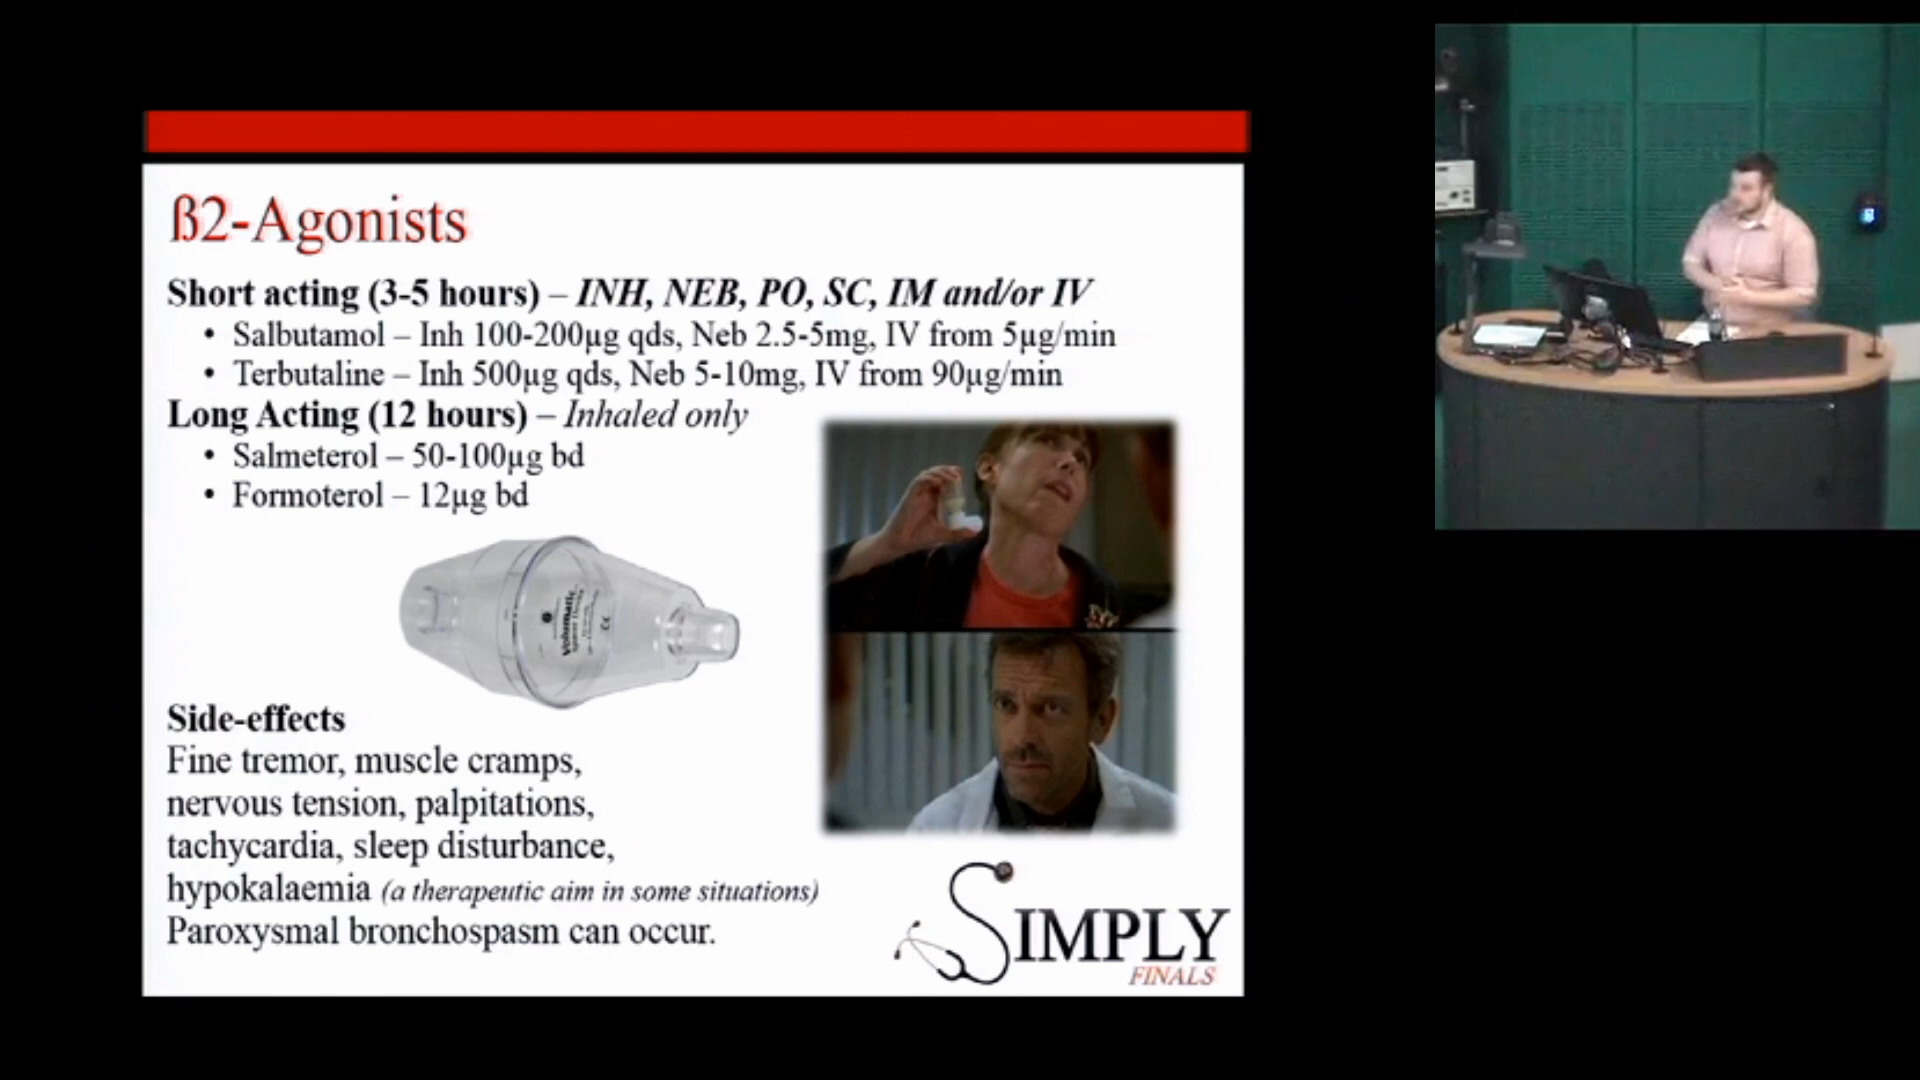 ß2-Agonists
Short acting (3-5 hours) – INH, NEB, PO, SC, IM and/or IV
• Salbutamol – Inh 100-200µg qds, Neb 2.5-5mg, IV from 5µg/min
• Terbutaline – Inh 500µg qds, Neb 5-10mg, IV from 90µg/min
Long Acting (12 hours) – Inhaled only
• Salmeterol – 50-100µg bd
• Formoterol – 12µg bd
Volumatic
CE
Side-effects
Fine tremor, muscle cramps,
nervous tension, palpitations,
tachycardia, sleep disturbance,
hypokalaemia (a therapeutic aim in some situations)
Paroxysmal bronchospasm can occur.
SIMPLY
FINALS